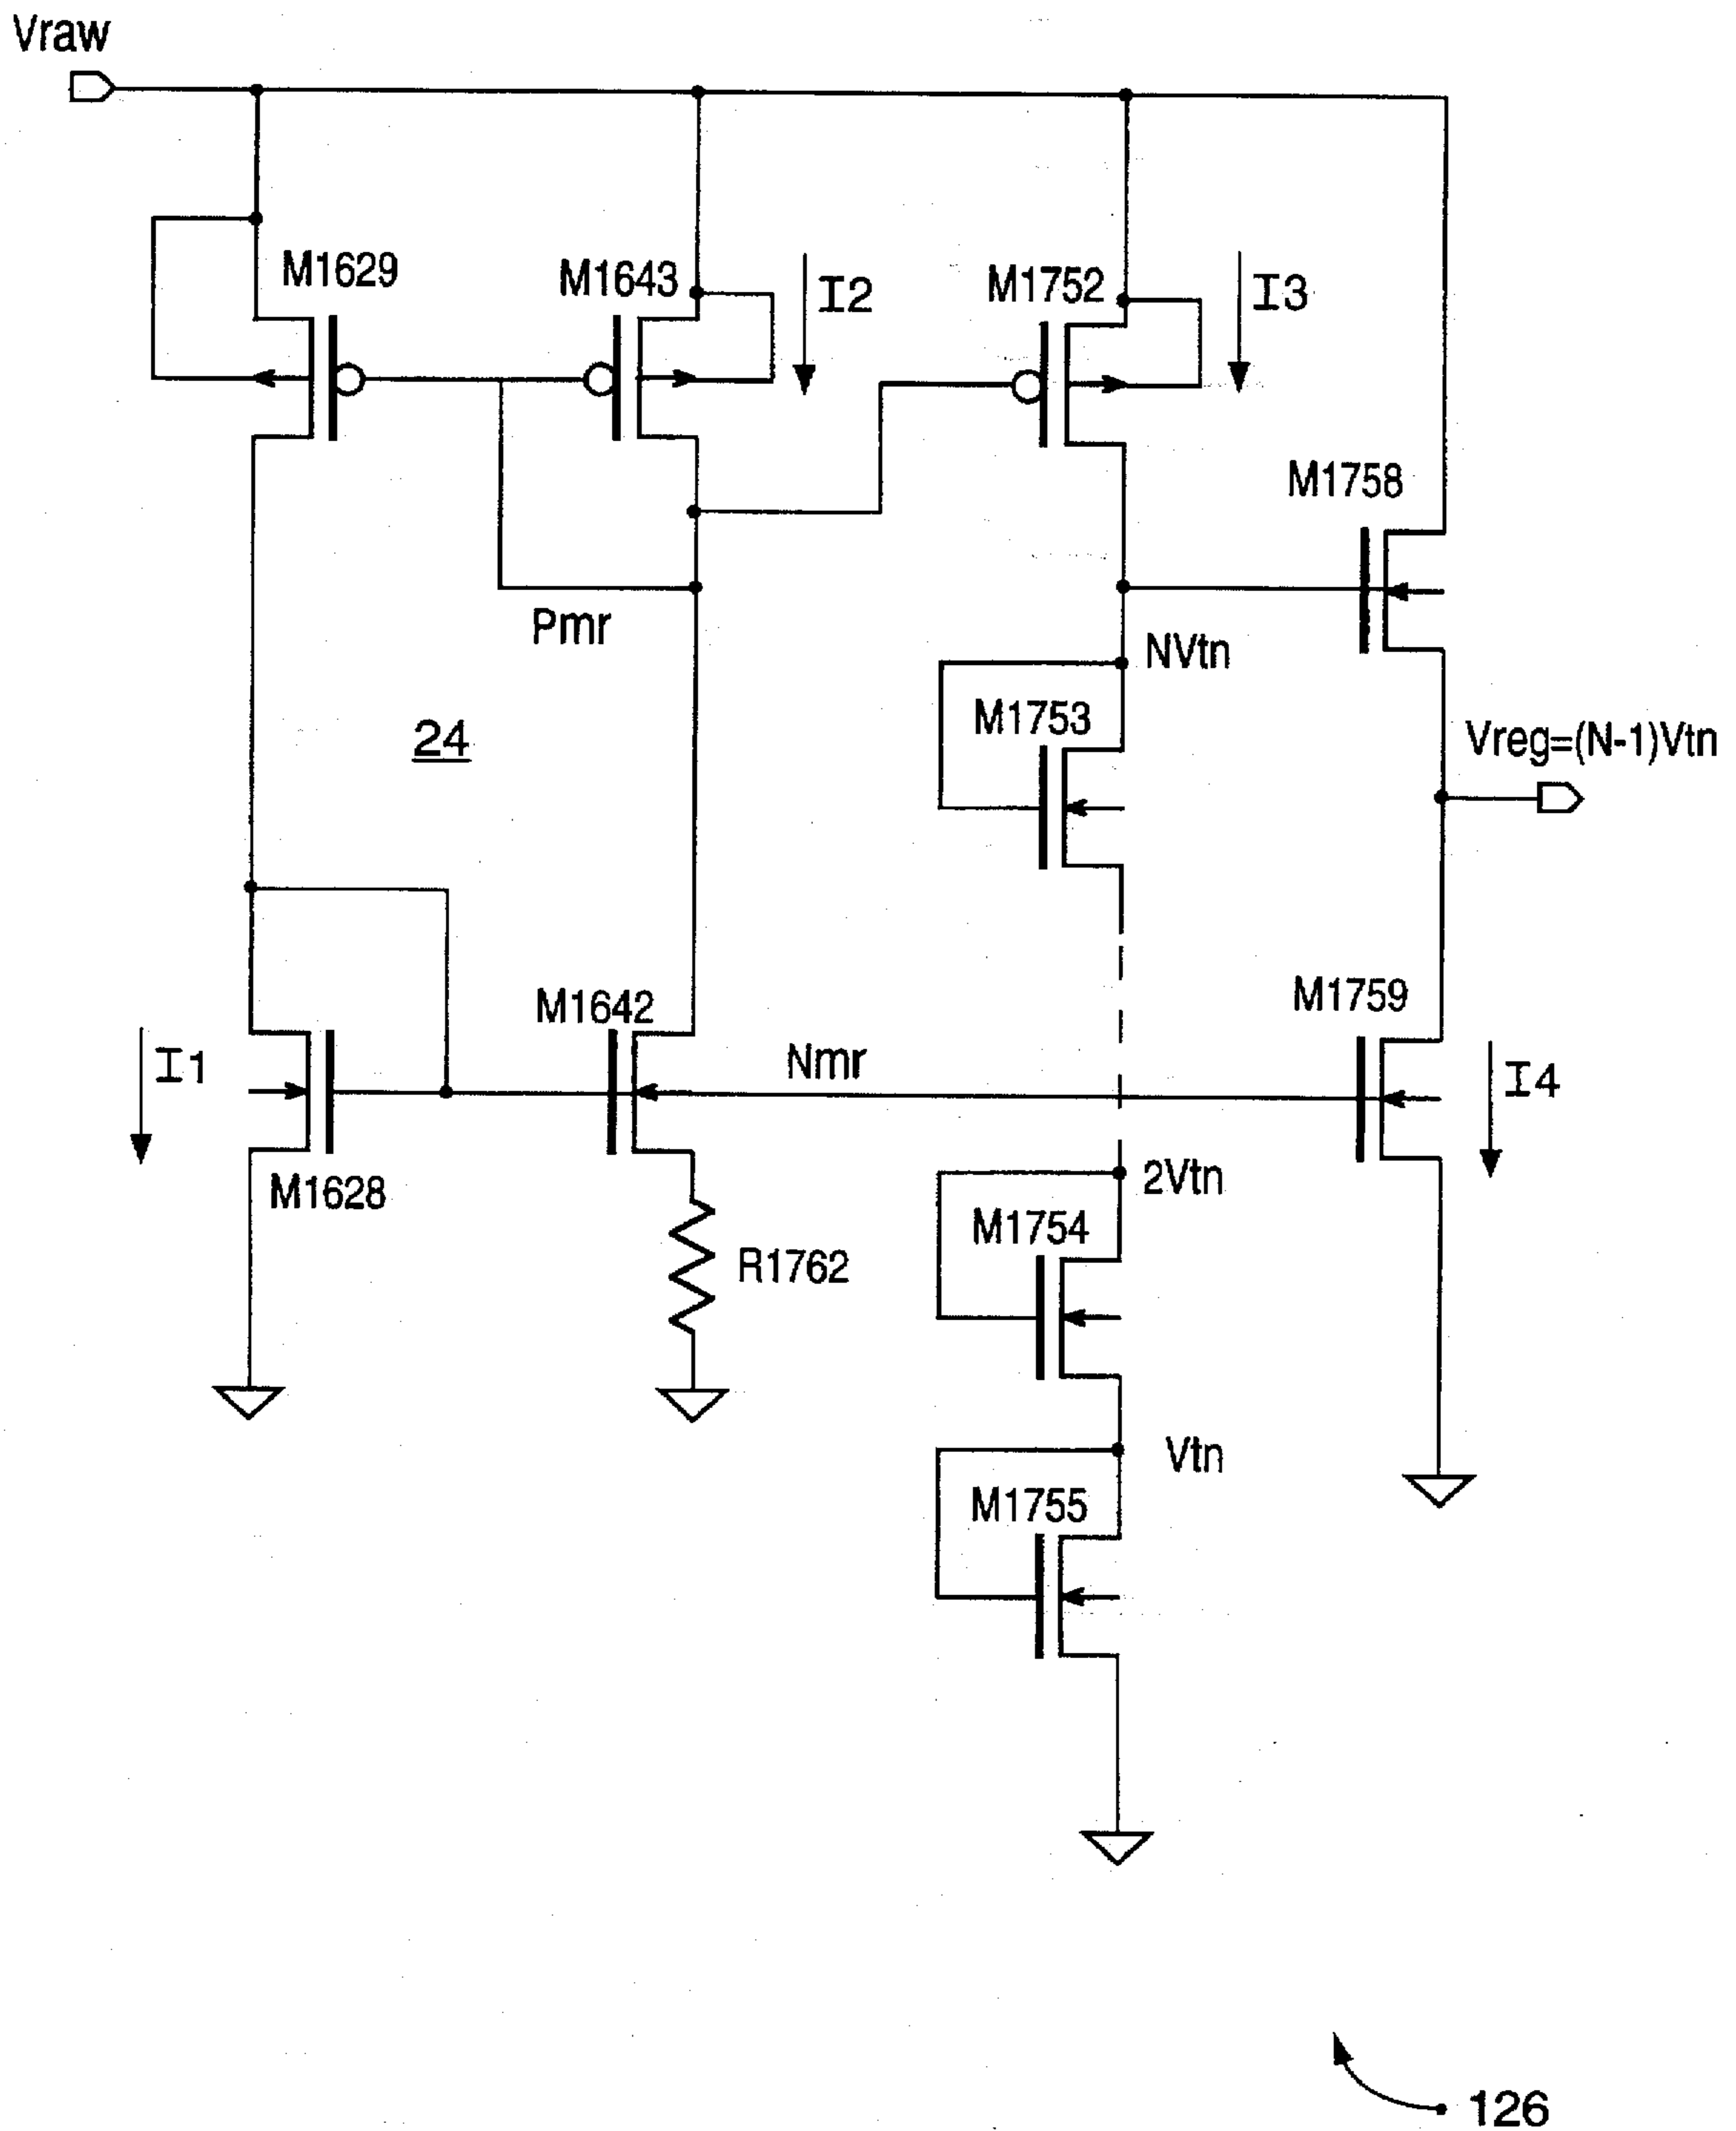 Vraw
M1629
M1643
I2
M1752
I3
M1758
Pmr
NVtn
M1753
24
Vreg=(N-1)Vtn
M1642
M1759
Nmr
I1
I4
M1628
2Vtn
M1754
R1762
Vtn
M1755
126